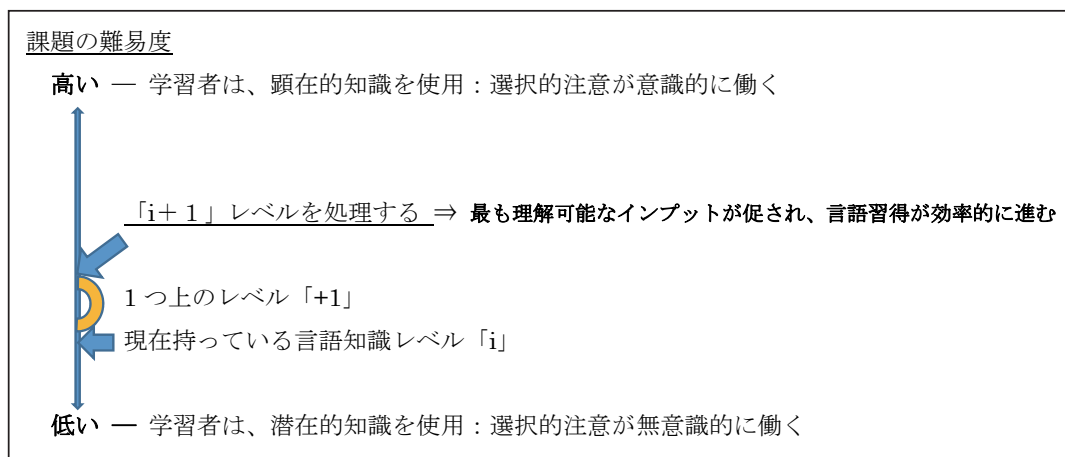 課題の難易度
高い ― 学習者は、顕在的知識を使用：選択的注意が意識的に働く
「i＋１」レベルを処理する ⇒ 最も理解可能なインプットが促され、言語習得が効率的に進む
1 つ上のレベル「+1」
現在持っている言語知識レベル「i」
低い ― 学習者は、潜在的知識を使用：選択的注意が無意識的に働く